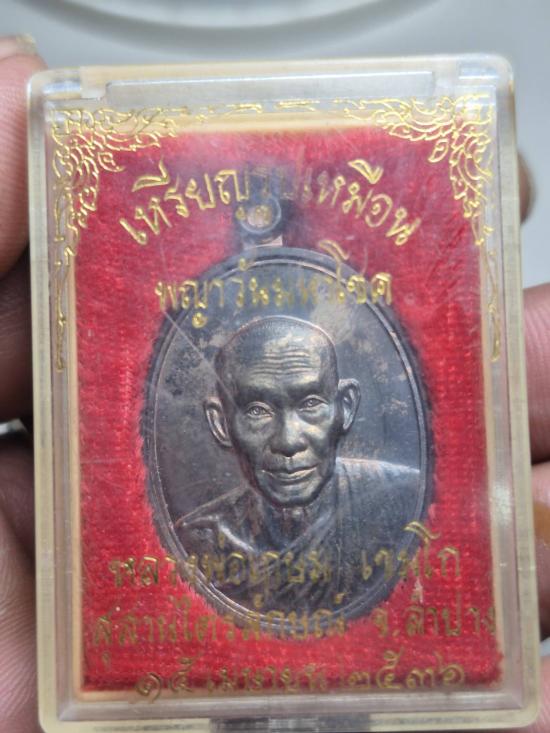 เหรียญรูปเหมือน
พญาวันมหาโชค
หลวงพ่อเกษม เขมโก
สุสานไตรลักษณ์ จ.ลำปาง
๑๕ เมษายน ๒๕๓๖